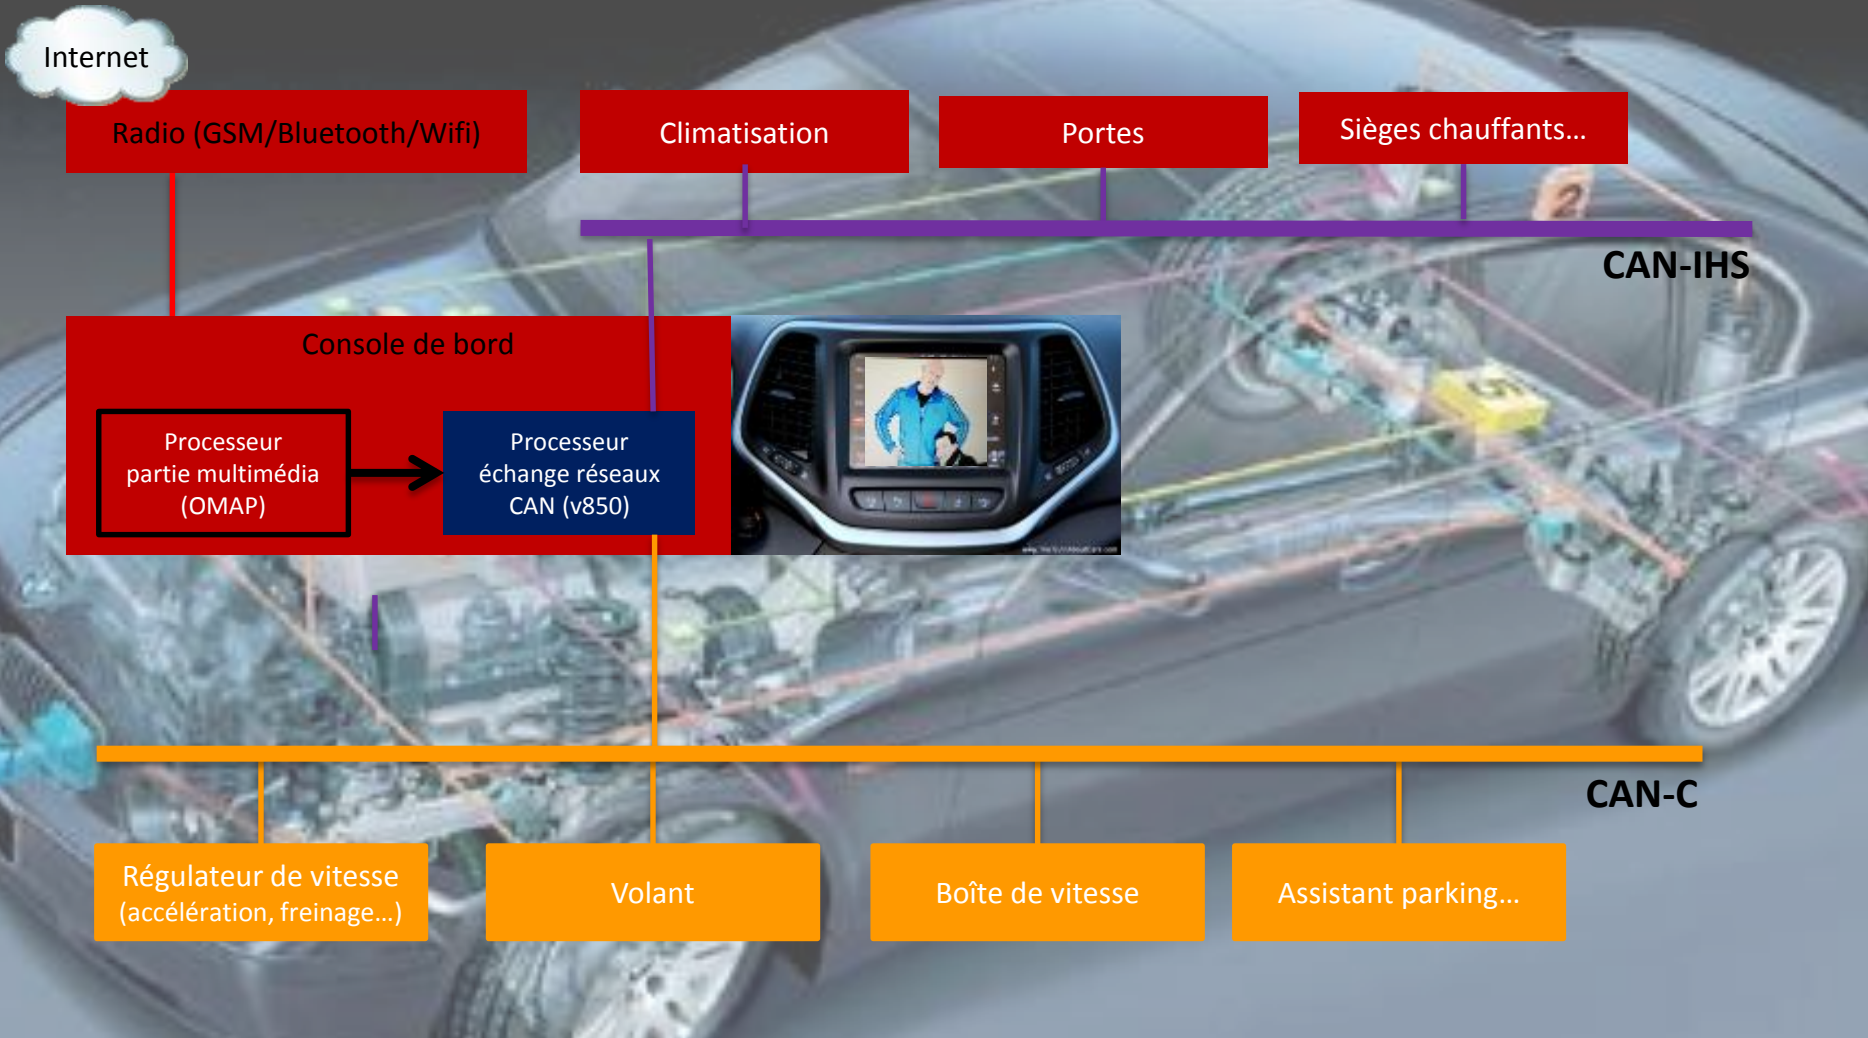 Internet
Radio (GSM/Bluetooth/Wifi)
Climatisation
Portes
Sièges chauffants…
CAN-IHS
Console de bord
Processeur
partie multimédia
(OMAP)
Processeur
échange réseaux
CAN (v850)
CAN-C
Régulateur de vitesse
(accélération, freinage…)
Volant
Boîte de vitesse
Assistant parking…